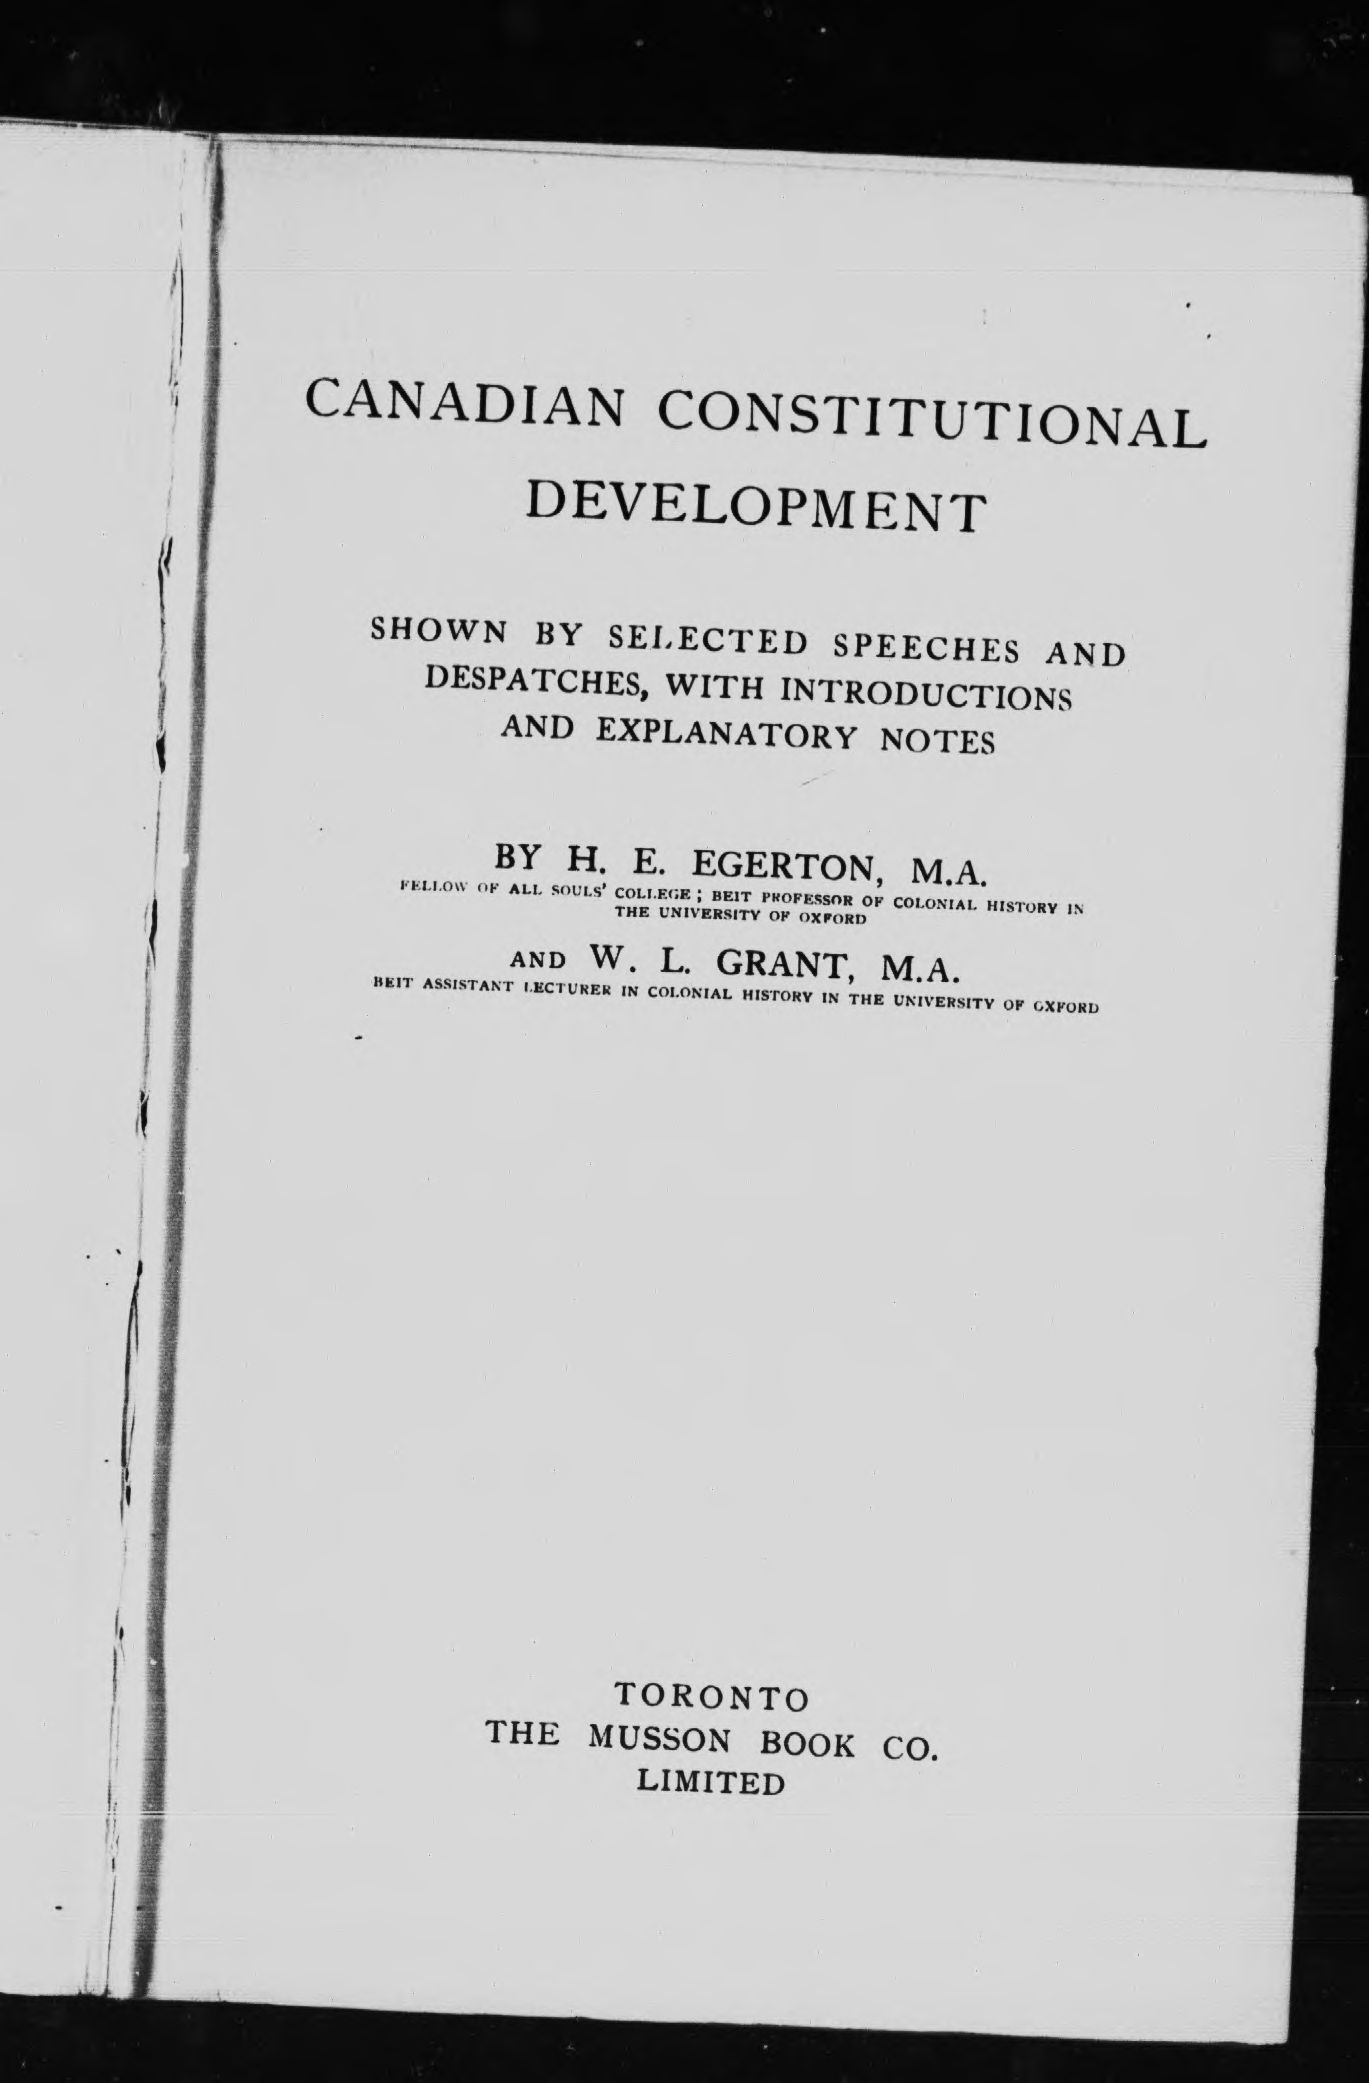 CANADIAN CONSTITUTIONAL
DEVELOPMENT
SHOWN BY SELECTED SPEECHES AND
DESPATCHES, WITH INTRODUCTIONS
AND EXPLANATORY NOTES
BY H. E. EGERTON, M.A.
FELLOW OF ALL SOULS' COLLEGE; BEIT PROFESSOR OF COLONIAL HISTORY IN
THE UNIVERSITY OF OXFORD
AND W. L. GRANT, M.A.
BEIT ASSISTANT LECTURER IN COLONIAL HISTORY IN THE UNIVERSITY OF OXFORD
TORONTO
THE MUSSON BOOK CO.
LIMITED